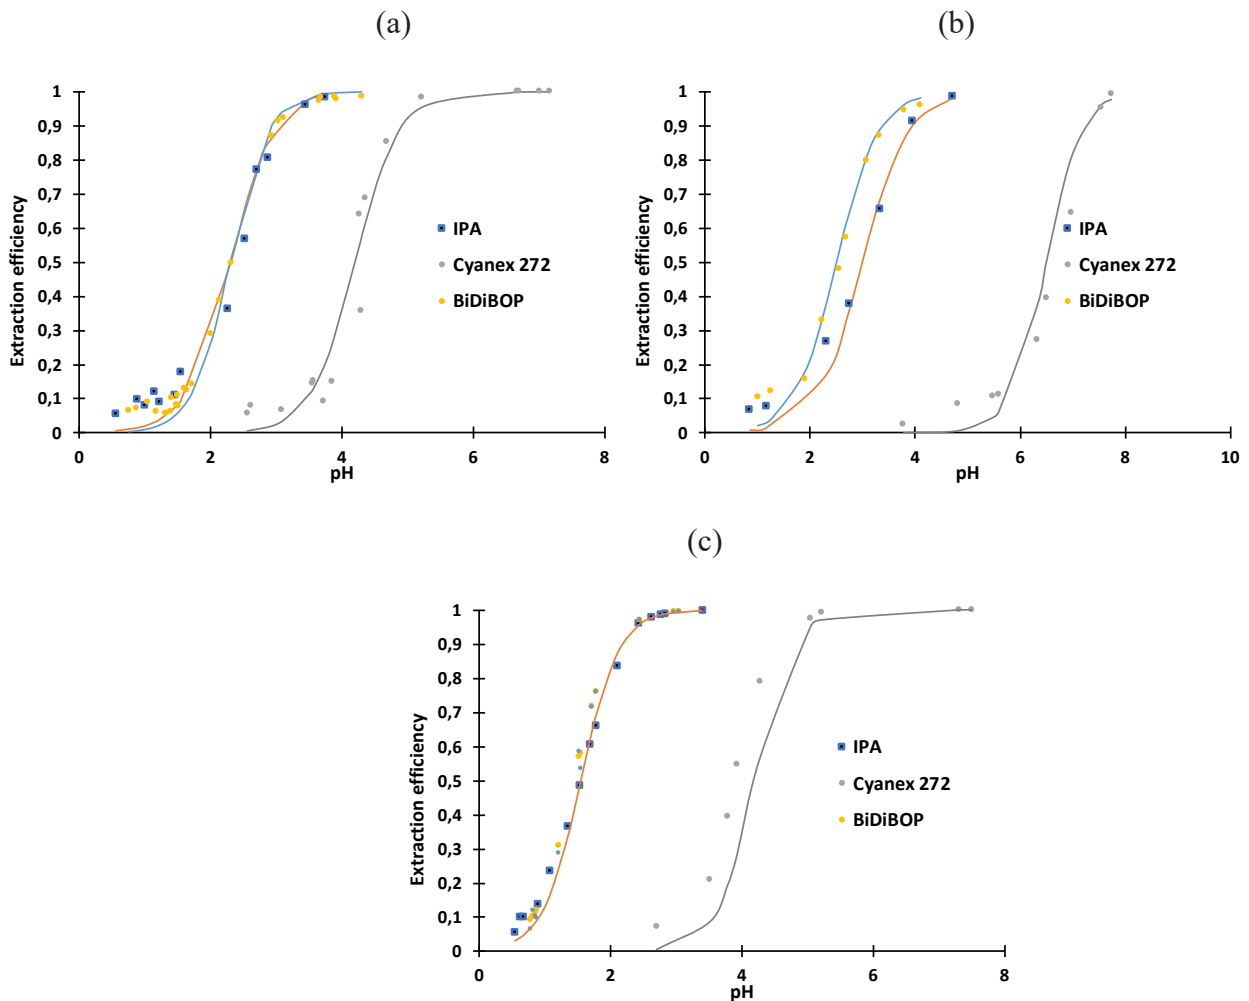 (a)
Extraction efficiency
1
0,9
0,8
0,7
0,6
0,5
0,4
0,3
0,2
0,1
0
0 2 4 6 8
pH
IPA
Cyanex 272
BiDiBOP
(b)
Extraction efficiency
1
0,9
0,8
0,7
0,6
0,5
0,4
0,3
0,2
0,1
0
0 2 4 6 8 10
pH
IPA
Cyanex 272
BiDiBOP
(c)
Extraction efficiency
1
0,9
0,8
0,7
0,6
0,5
0,4
0,3
0,2
0,1
0
0 2 4 6 8
pH
IPA
Cyanex 272
BiDiBOP